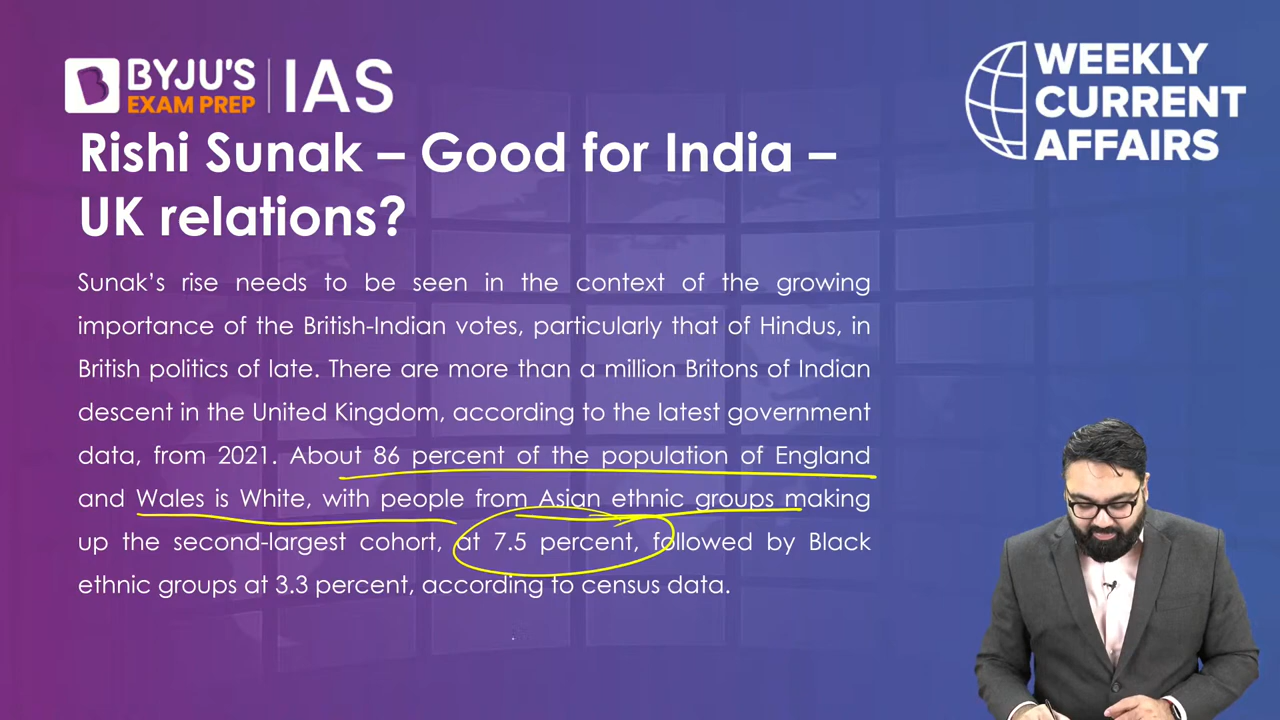 BYJU'S
EXAM PREP
IAS
WEEKLY
CURRENT
AFFAIRS
Rishi Sunak – Good for India –
UK relations?
Sunak's rise needs to be seen in the context of the growing
importance of the British-Indian votes, particularly that of Hindus, in
British politics of late. There are more than a million Britons of Indian
descent in the United Kingdom, according to the latest government
data, from 2021. About 86 percent of the population of England
and Wales is White, with people from Asian ethnic groups making
up the second-largest cohort, at 7.5 percent, followed by Black
ethnic groups at 3.3 percent, according to census data.